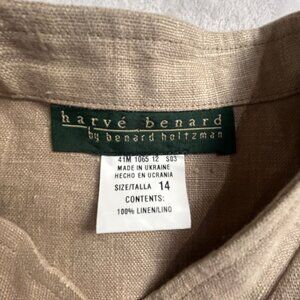 harvé benard
by benard holtzman
41M 1065 12 S03
MADE IN UKRAINE
HECHO EN UCRANIA
SIZE/TALLA 14
CONTENTS:
100% LINEN/LINO